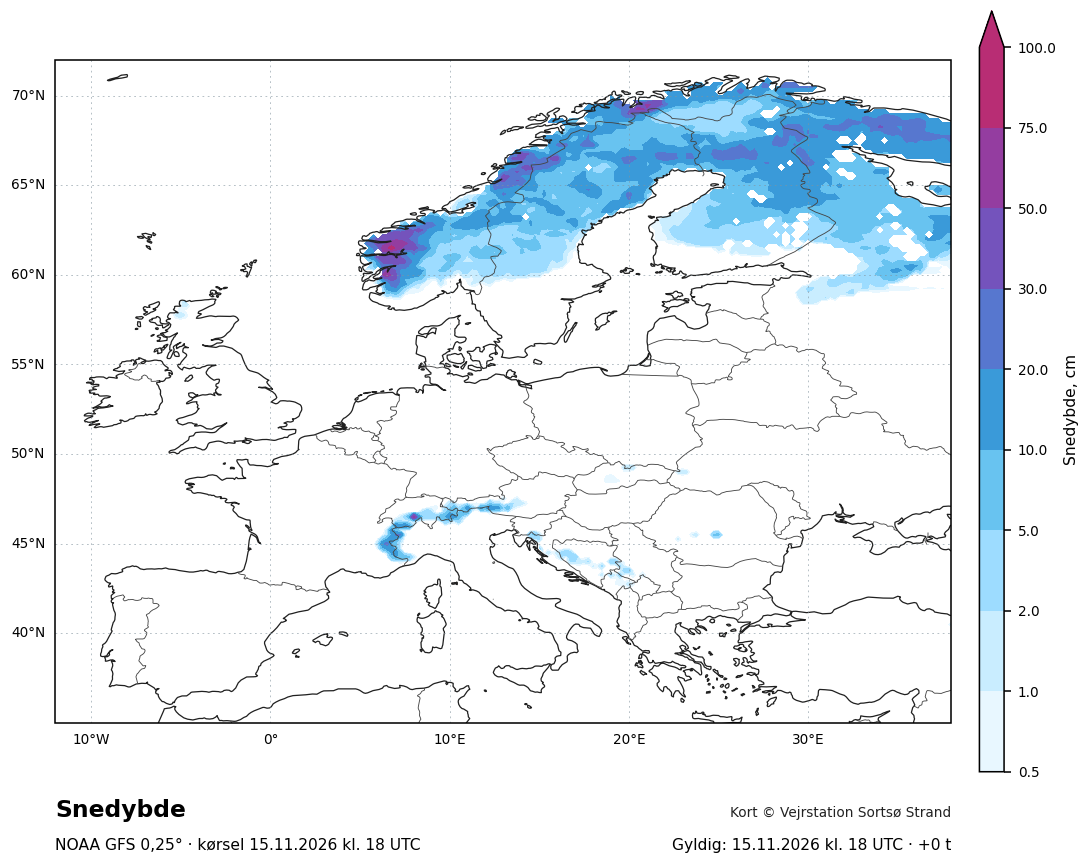 70°N
65°N
60°N
55°N
50°N
45°N
40°N
10°W 0° 10°E 20°E 30°E
100.0
75.0
50.0
30.0
20.0
10.0
5.0
2.0
1.0
0.5
Snedybde, cm
Snedybde
Kort © Vejrstation Sortsø Strand
NOAA GFS 0,25° · kørsel 15.11.2026 kl. 18 UTC
Gyldig: 15.11.2026 kl. 18 UTC · +0 t